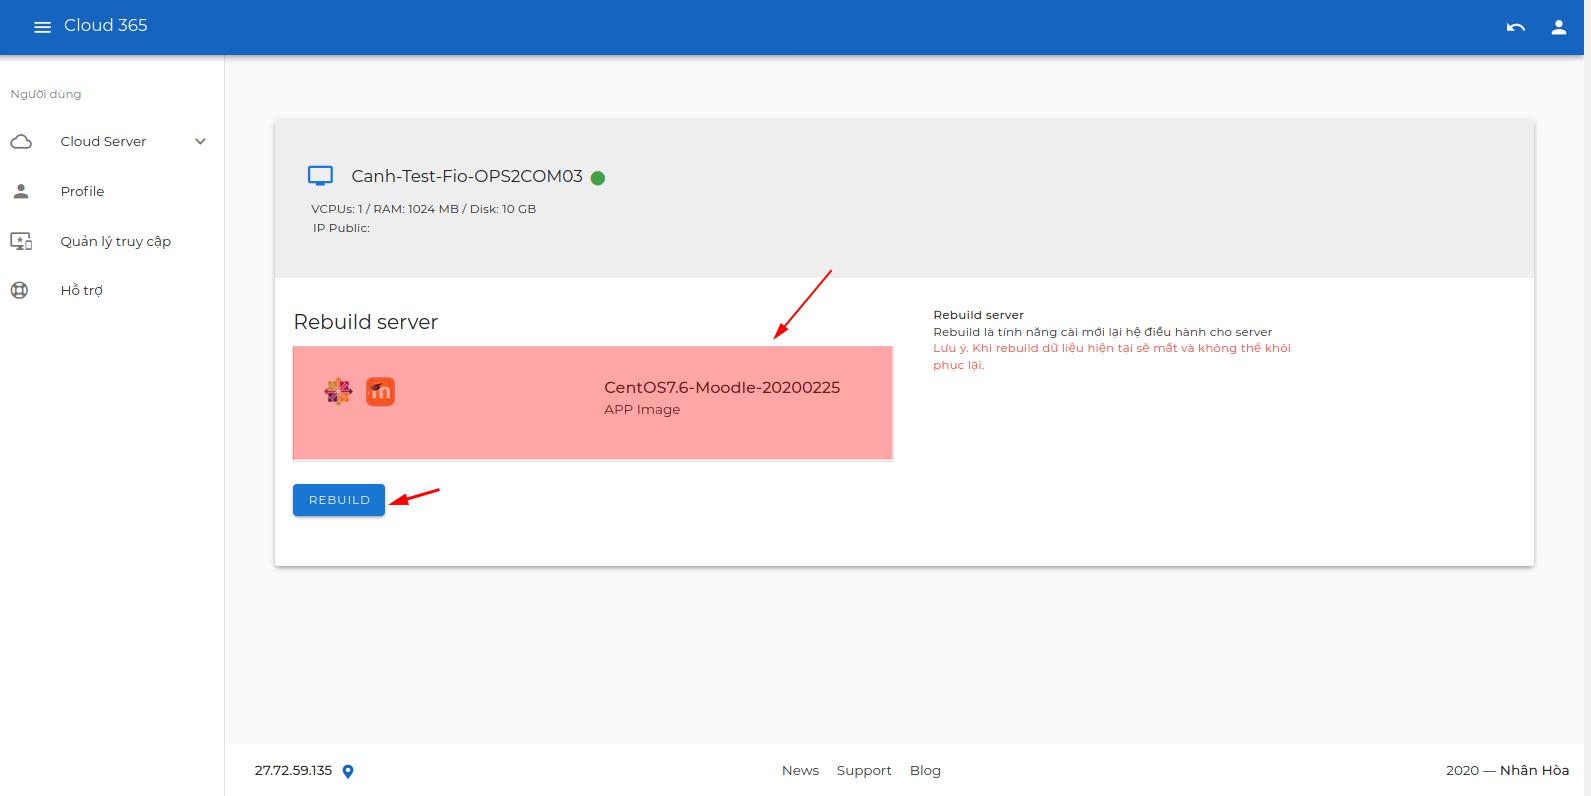 Cloud 365
Người dùng
Cloud Server
Profile
Quản lý truy cập
Hỗ trợ
Canh-Test-Fio-OPS2COM03
VCPUs: 1 / RAM: 1024 MB / Disk: 10 GB
IP Public:
Rebuild server
CentOS7.6-Moodle-20200225
APP Image
REBUILD
Rebuild server
Rebuild là tính năng cài mới lại hệ điều hành cho server
Lưu ý. Khi rebuild dữ liệu hiện tại sẽ mất và không thể khôi
phục lại.
27.72.59.135
News Support Blog
2020 — Nhân Hòa